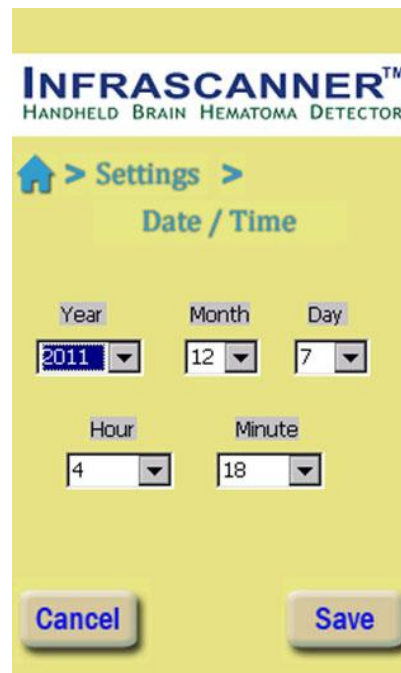 INFRASCANNER™
HANDHELD BRAIN HEMATOMA DETECTOR
> Settings >
Date / Time
Year Month Day
2011 12 7
Hour Minute
4 18
Cancel Save